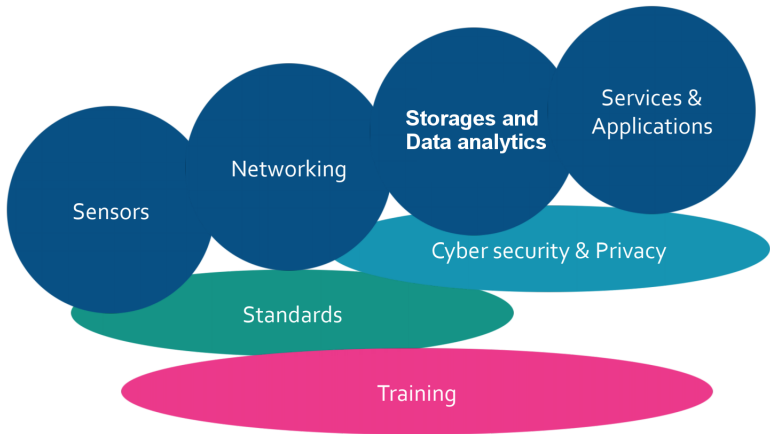 Services &
Applications
Storages and
Data analytics
Networking
Sensors
Cyber security & Privacy
Standards
Training